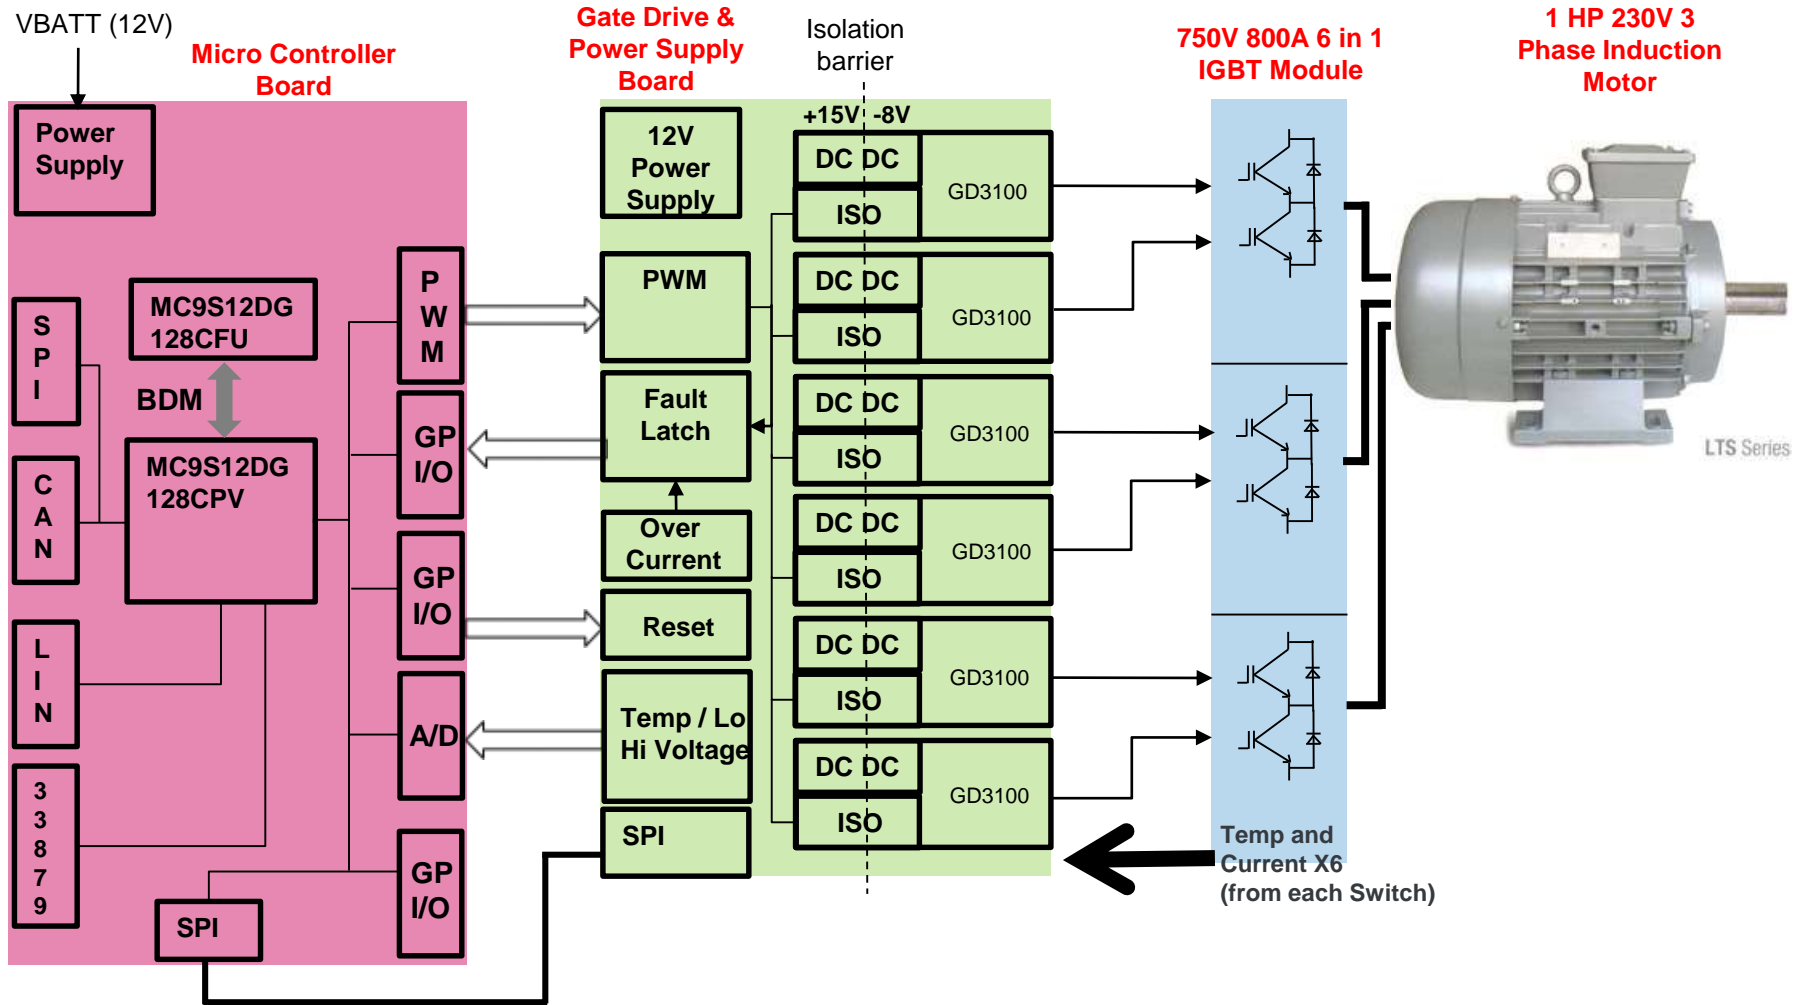 VBATT (12V)
Micro Controller
Board
Gate Drive &
Power Supply
Board
Isolation
barrier
750V 800A 6 in 1
IGBT Module
1 HP 230V 3
Phase Induction
Motor
Power
Supply
MC9S12DG
128CFU
BDM
MC9S12DG
128CPV
S
P
I
C
A
N
L
I
N
3
3
8
7
9
SPI
P
W
M
GP
I/O
GP
I/O
A/D
GP
I/O
12V
Power
Supply
PWM
Fault
Latch
Over
Current
Reset
Temp / Lo
Hi Voltage
SPI
+15V -8V
DC DC
ISO
GD3100
DC DC
ISO
GD3100
DC DC
ISO
GD3100
DC DC
ISO
GD3100
DC DC
ISO
GD3100
DC DC
ISO
GD3100
Temp and
Current X6
(from each Switch)
LTS Series